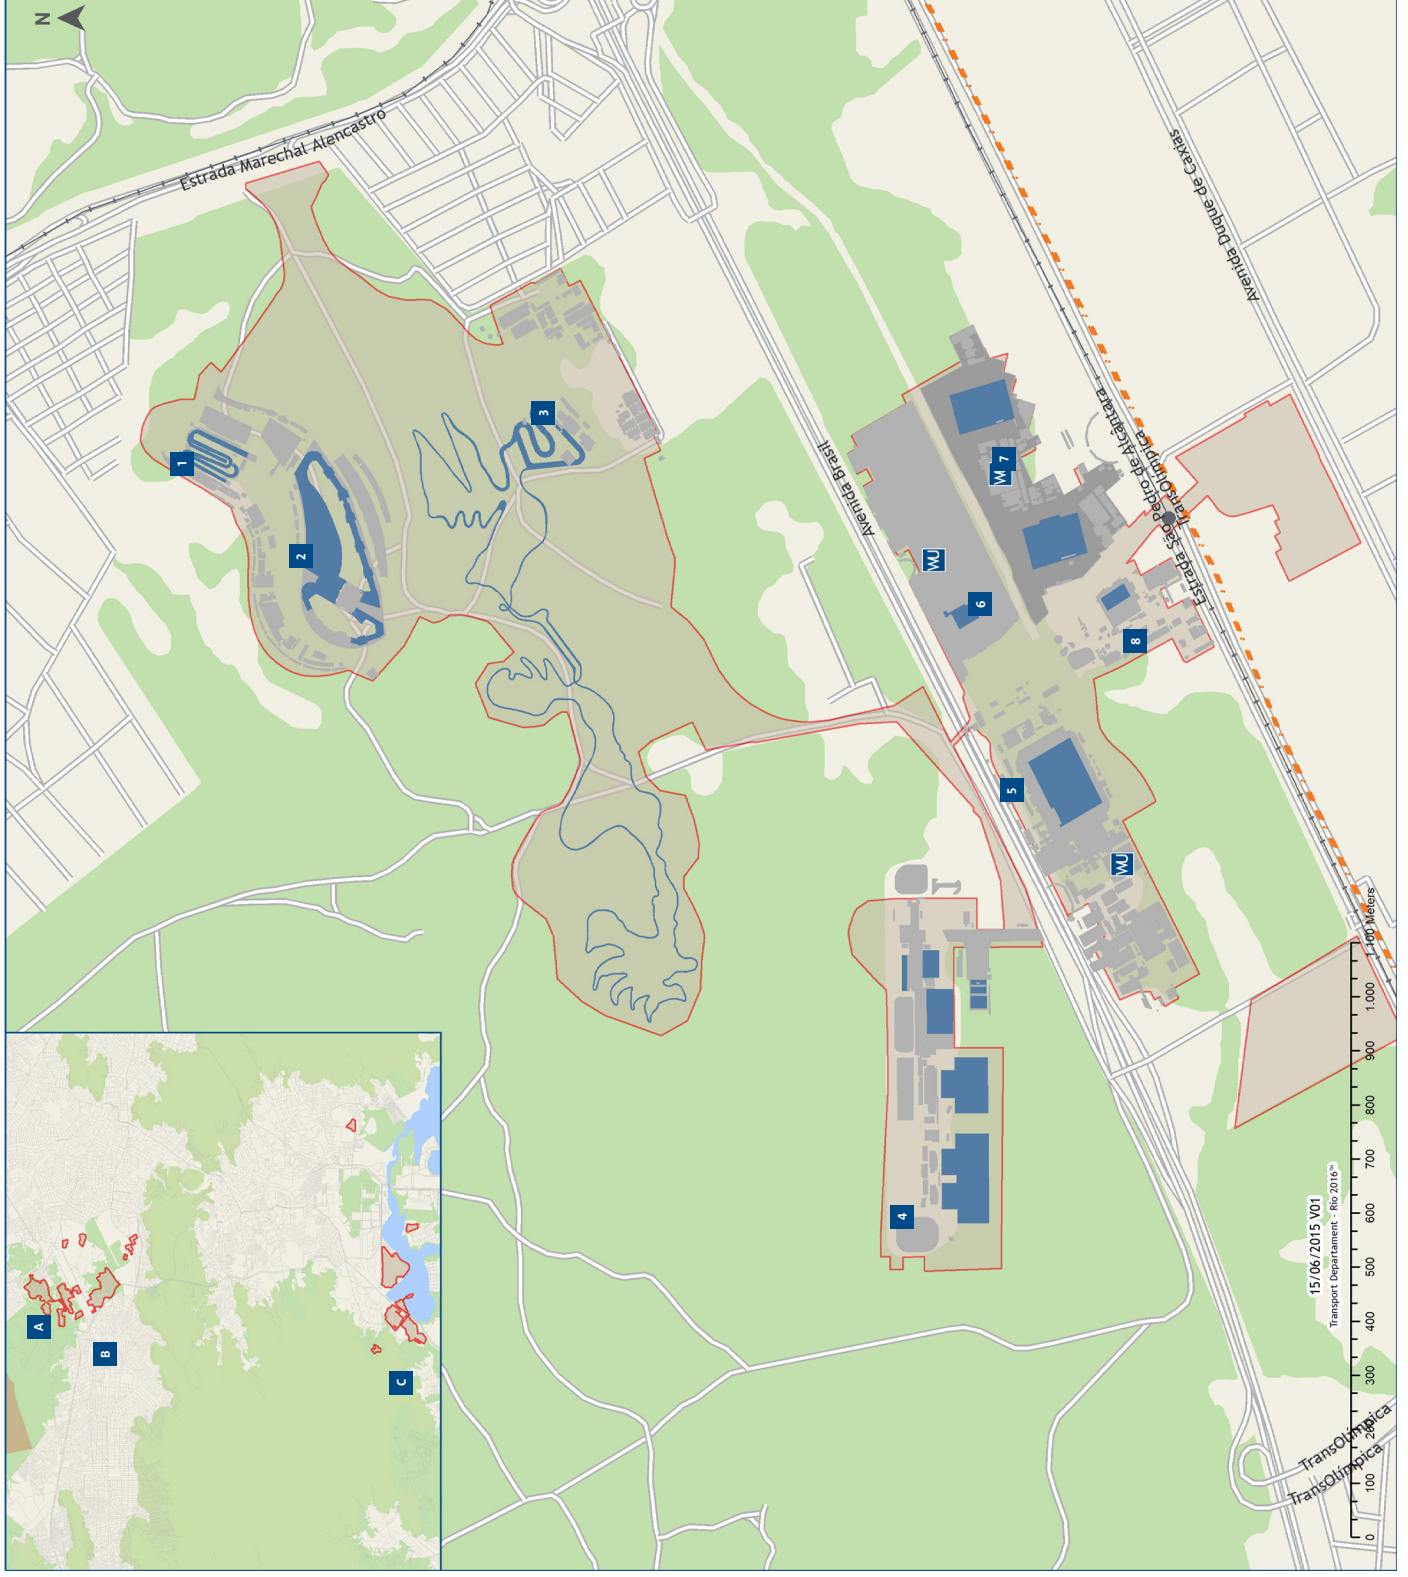 N
Estrada Marechal Alencastro
1
2
3
Avenida Brasil
Avenida Duque de Caxias
WJ
6
W
7
Estrada São Pedro de Alcântara
TransOlímpica
8
5
WJ
4
A
B
C
15/06/2015 V01
Transport Departament - Rio 2016™
0 100 200 300 400 500 600 700 800 900 1.000 1.100 Meters
TransOlímpica
TransOlímpica